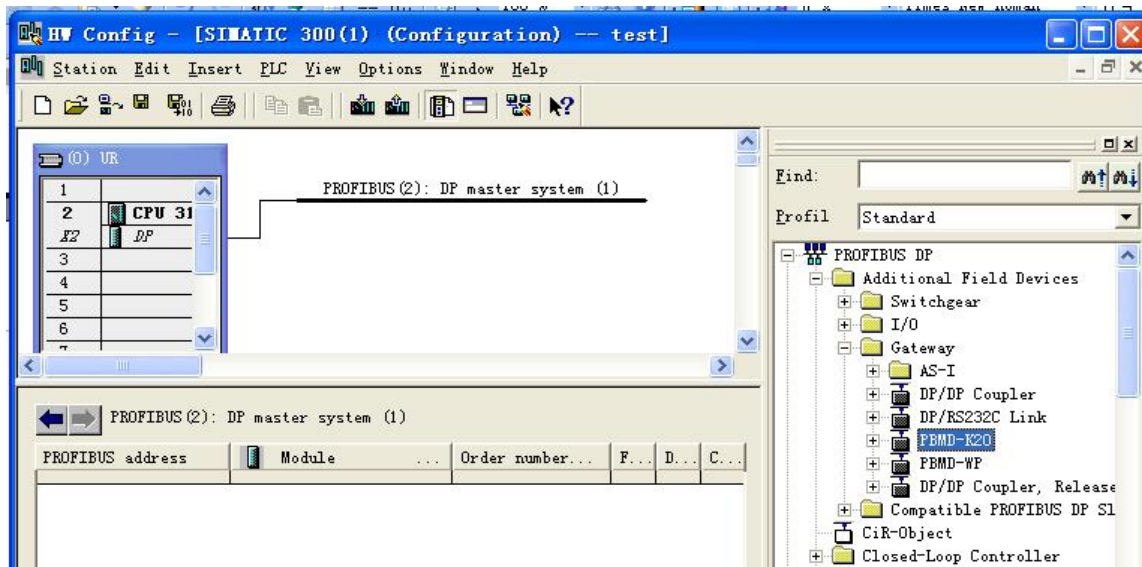 HW Config - [SIMATIC 300(1) (Configuration) -- test]
Station Edit Insert PLC View Options Window Help
(0) UR
1
2 CPU 31
X2 DP
3
4
5
6
PROFIBUS(2): DP master system (1)
Find:
Profil Standard
PROFIBUS DP
Additional Field Devices
Switchgear
I/O
Gateway
AS-I
DP/DP Coupler
DP/RS232C Link
PBMD-K20
PBMD-WP
DP/DP Coupler, Release
Compatible PROFIBUS DP Sl
CiR-Object
Closed-Loop Controller
PROFIBUS(2): DP master system (1)
PROFIBUS address Module ... Order number... F... D... C...